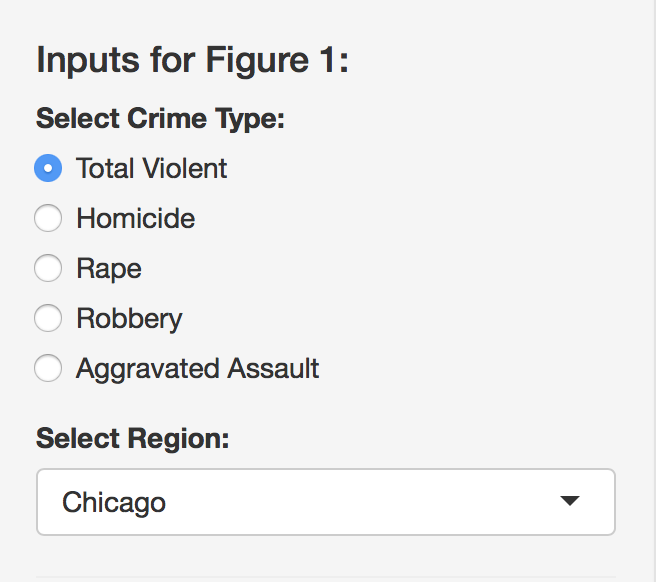 Inputs for Figure 1:
Select Crime Type:
Total Violent
Homicide
Rape
Robbery
Aggravated Assault
Select Region:
Chicago